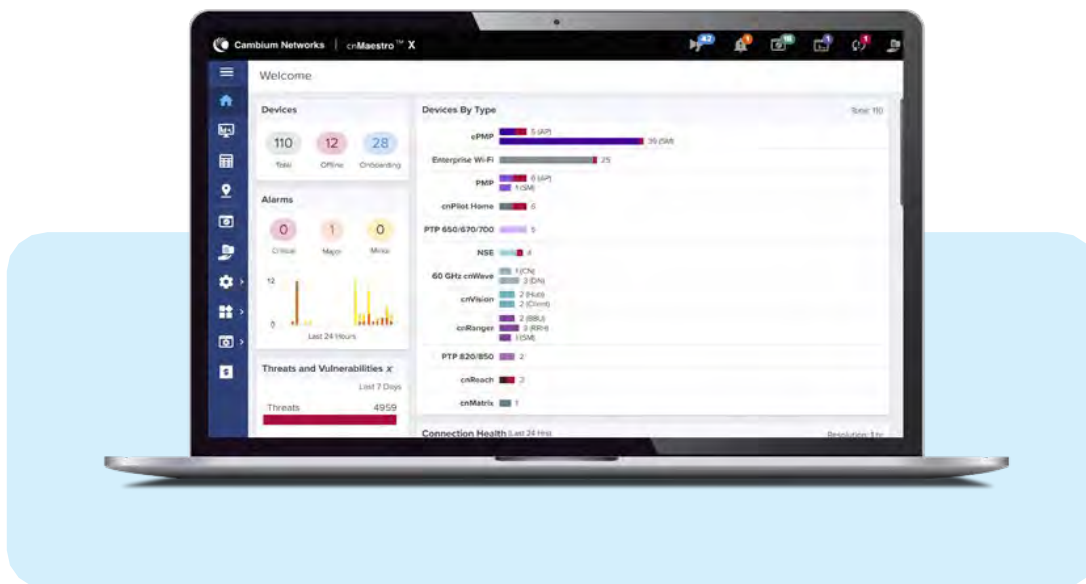 Cambium Networks | cnMaestro™ X
42 1 16 1 1
Welcome
Devices
110 12 28
Total Offline Onboarding
Alarms
0 1 0
Critical Major Minor
12
0
Last 24 Hours
Threats and Vulnerabilities X
Last 7 Days
Threats 4959
Devices By Type Total: 110
ePMP 5 (AP)
39 (SM)
Enterprise Wi-Fi 25
PMP 6 (AP)
1 (SM)
cnPilot Home 6
PTP 650/670/700 5
NSE 4
60 GHz cnWave 1 (CN)
3 (DN)
cnVision 2 (Hub)
2 (Client)
cnRanger 2 (BBU)
3 (RRH)
1 (SM)
PTP 820/850 2
cnReach 2
cnMatrix 1
Connection Health (Last 24 Hrs) Resolution: 1 hr